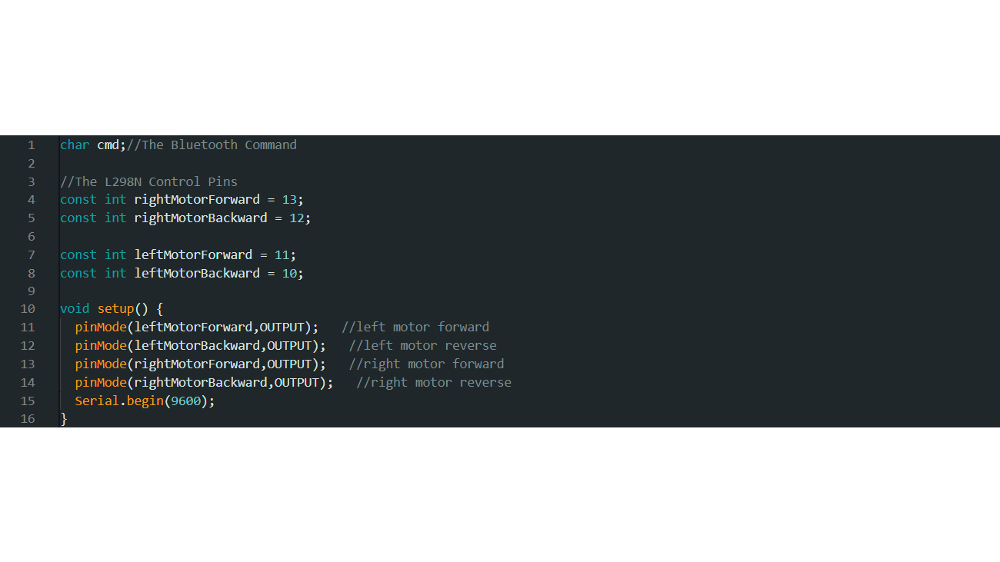 1 char cmd;//The Bluetooth Command
2
3 //The L298N Control Pins
4 const int rightMotorForward = 13;
5 const int rightMotorBackward = 12;
6
7 const int leftMotorForward = 11;
8 const int leftMotorBackward = 10;
9
10 void setup() {
11   pinMode(leftMotorForward,OUTPUT);   //left motor forward
12   pinMode(leftMotorBackward,OUTPUT);   //left motor reverse
13   pinMode(rightMotorForward,OUTPUT);   //right motor forward
14   pinMode(rightMotorBackward,OUTPUT);   //right motor reverse
15   Serial.begin(9600);
16 }